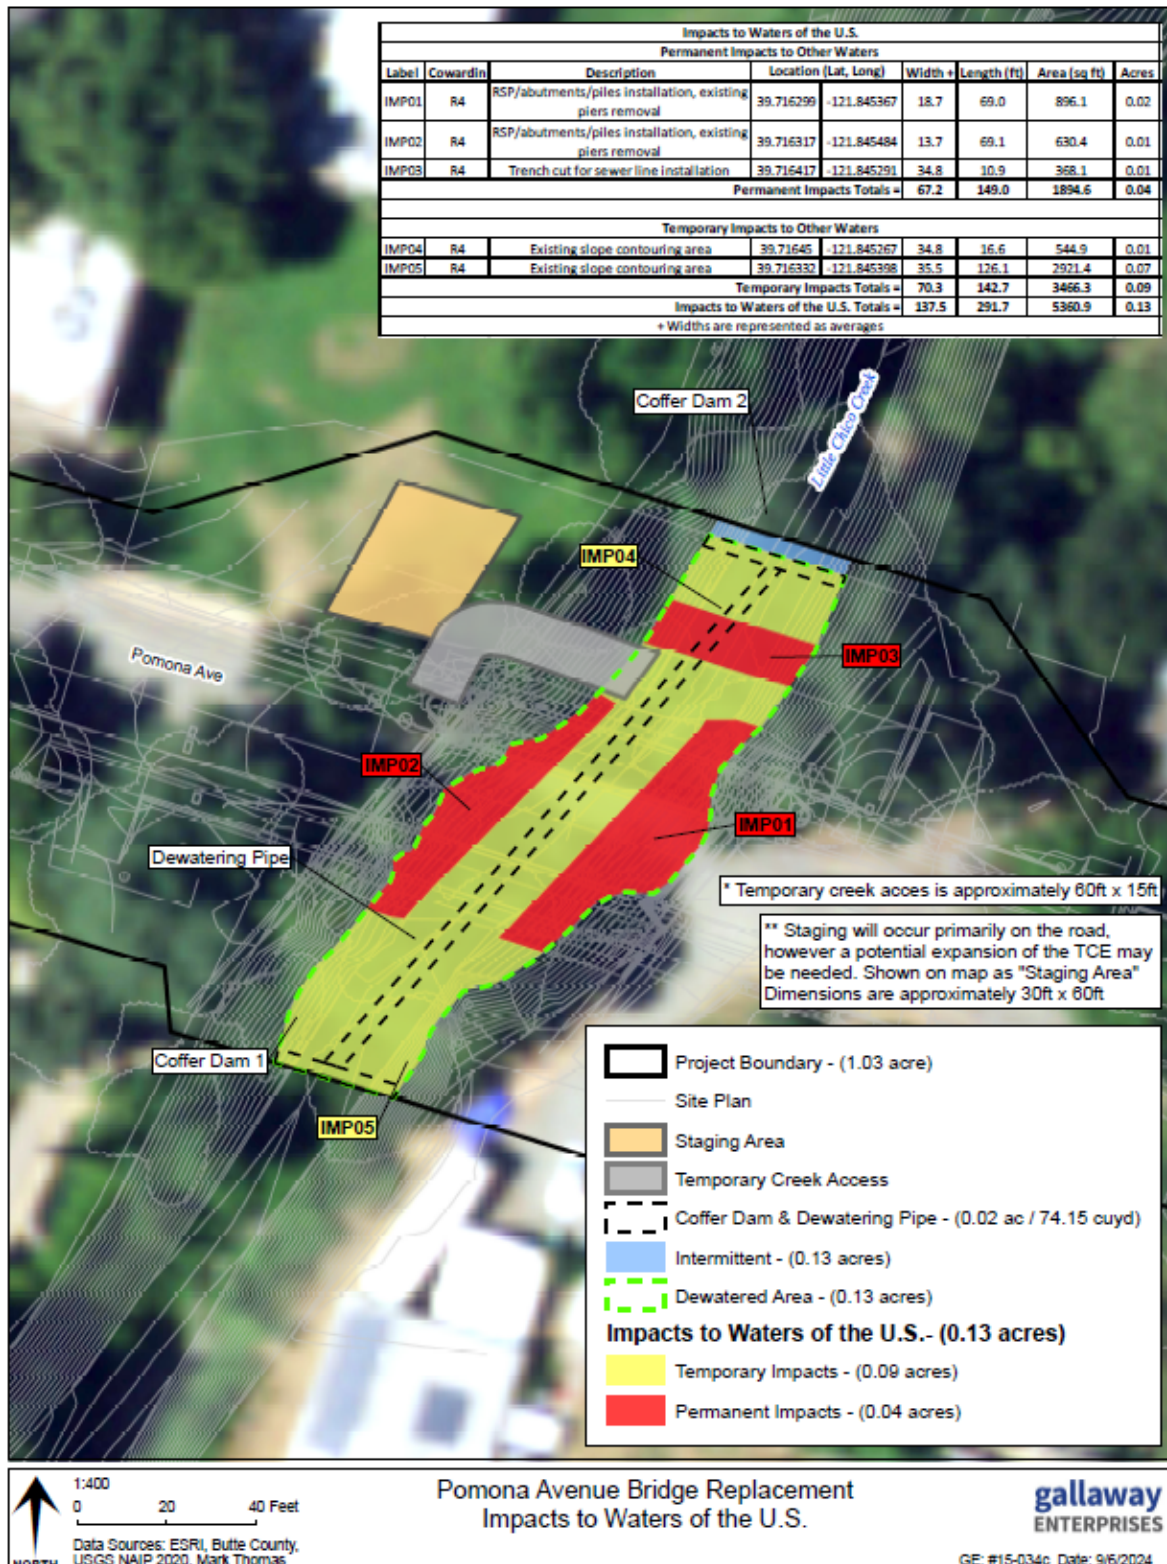 Impacts to Waters of the U.S.
Permanent Impacts to Other Waters
Label Cowardin Description Location (Lat, Long) Width + Length (ft) Area (sq ft) Acres
IMP01 R4 RSP/abutments/piles installation, existing piers removal 39.716299 -121.845367 18.7 69.0 896.1 0.02
IMP02 R4 RSP/abutments/piles installation, existing piers removal 39.716317 -121.845484 13.7 69.1 630.4 0.01
IMP03 R4 Trench cut for sewer line installation 39.716417 -121.845291 34.8 10.9 368.1 0.01
Permanent Impacts Totals = 67.2 149.0 1894.6 0.04
Temporary Impacts to Other Waters
IMP04 R4 Existing slope contouring area 39.71645 -121.845267 34.8 16.6 544.9 0.01
IMP05 R4 Existing slope contouring area 39.716332 -121.845398 35.5 126.1 2921.4 0.07
Temporary Impacts Totals = 70.3 142.7 3466.3 0.09
Impacts to Waters of the U.S. Totals = 137.5 291.7 5360.9 0.13
+ Widths are represented as averages
Coffer Dam 2
Little Chico Creek
IMP04
IMP03
Pomona Ave
IMP02
IMP01
Dewatering Pipe
* Temporary creek acces is approximately 60ft x 15ft
** Staging will occur primarily on the road,
however a potential expansion of the TCE may
be needed. Shown on map as "Staging Area"
Dimensions are approximately 30ft x 60ft
Coffer Dam 1
IMP05
Project Boundary - (1.03 acre)
Site Plan
Staging Area
Temporary Creek Access
Coffer Dam & Dewatering Pipe - (0.02 ac / 74.15 cuyd)
Intermittent - (0.13 acres)
Dewatered Area - (0.13 acres)
Impacts to Waters of the U.S.- (0.13 acres)
Temporary Impacts - (0.09 acres)
Permanent Impacts - (0.04 acres)
NORTH
1:400
0 20 40 Feet
Data Sources: ESRI, Butte County,
USGS NAIP 2020, Mark Thomas
Pomona Avenue Bridge Replacement
Impacts to Waters of the U.S.
gallaway
ENTERPRISES
GE: #15-034c Date: 9/6/2024